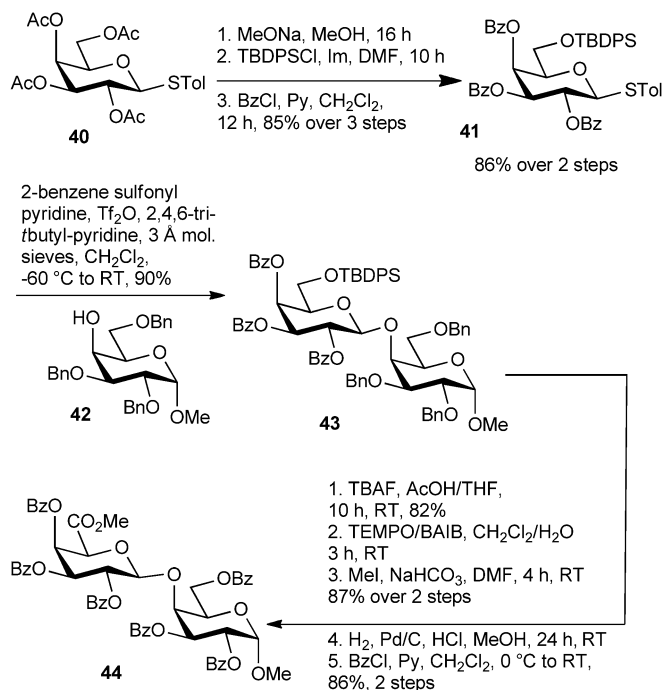 AcO
OAc
O
STol
AcO
OAc
40
1. MeONa, MeOH, 16 h
2. TBDPSCl, Im, DMF, 10 h
3. BzCl, Py, CH2Cl2,
12 h, 85% over 3 steps
BzO
OTBDPS
O
STol
BzO
OBz
41
86% over 2 steps
2-benzene sulfonyl
pyridine, Tf2O, 2,4,6-tri-
tbutyl-pyridine, 3 Å mol.
sieves, CH2Cl2,
-60 °C to RT, 90%
HO
OBn
O
BnO
BnO
OMe
42
BzO
OTBDPS
O
BzO
BzO
O
OBn
O
BnO
BnO
OMe
43
1. TBAF, AcOH/THF,
10 h, RT, 82%
2. TEMPO/BAIB, CH2Cl2/H2O
3 h, RT
3. MeI, NaHCO3, DMF, 4 h, RT
87% over 2 steps
4. H2, Pd/C, HCl, MeOH, 24 h, RT
5. BzCl, Py, CH2Cl2, 0 °C to RT,
86%, 2 steps
BzO
CO2Me
O
BzO
BzO
O
OBz
O
BzO
BzO
OMe
44